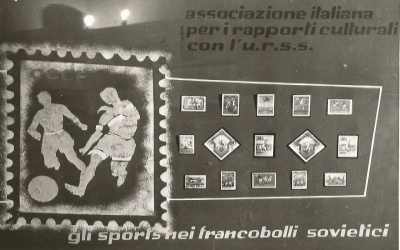 associazione italiana
per i rapporti culturali
con l'u.r.s.s.
gli sports nei francobolli sovietici